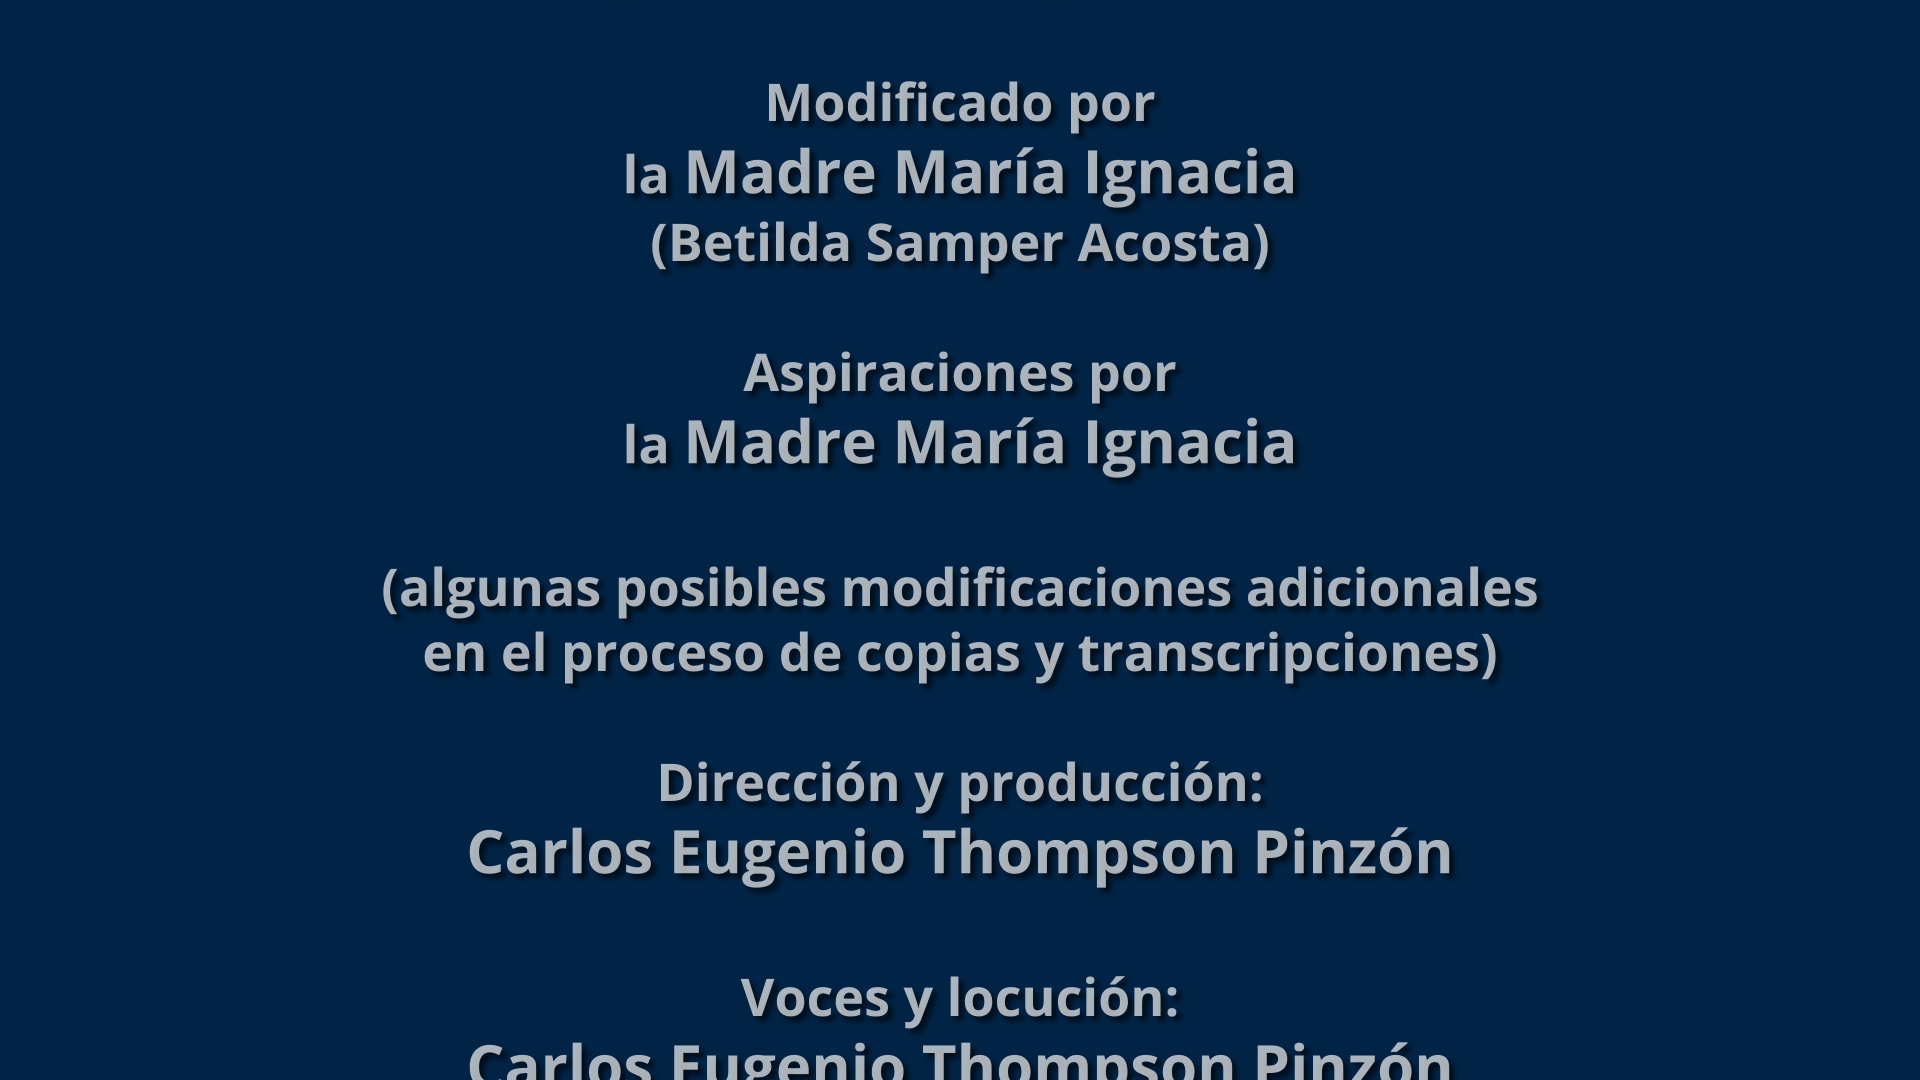 Modificado por
la Madre María Ignacia
(Betilda Samper Acosta)
Aspiraciones por
la Madre María Ignacia
(algunas posibles modificaciones adicionales
en el proceso de copias y transcripciones)
Dirección y producción:
Carlos Eugenio Thompson Pinzón
Voces y locución:
Carlos Eugenio Thompson Pinzón